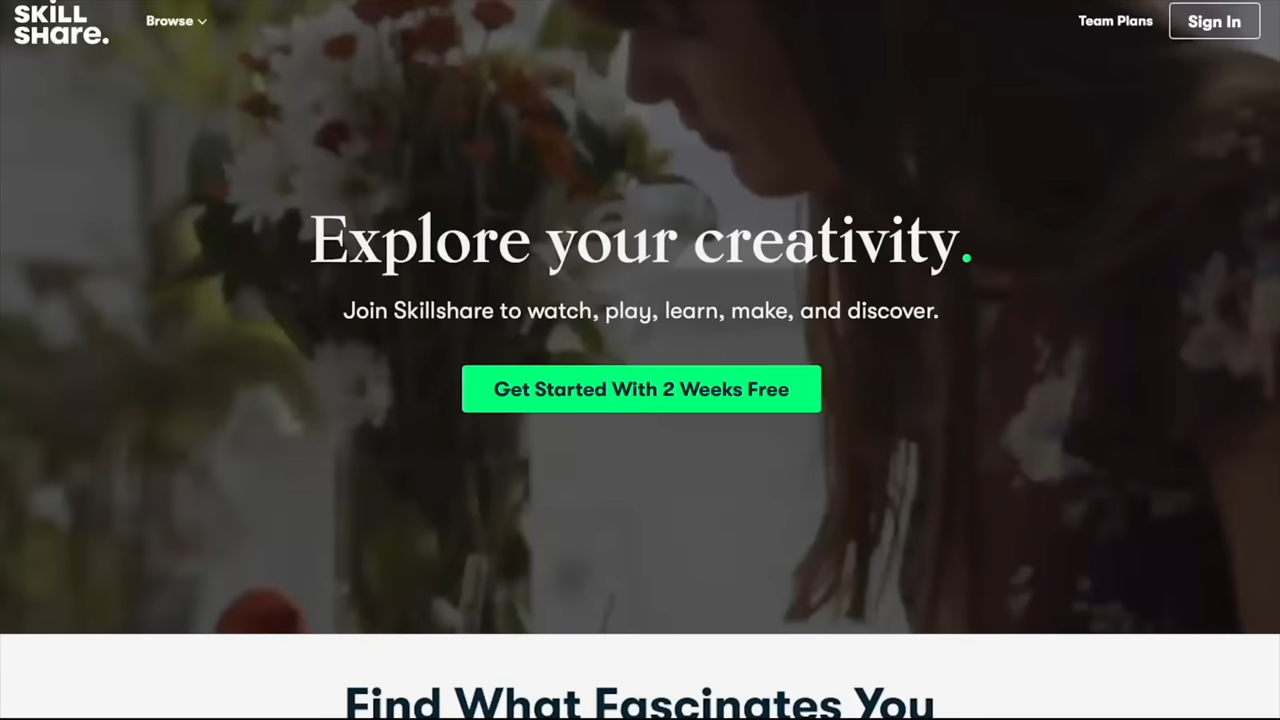 SKiLL
SHare.
Browse
Team Plans
Sign In
Explore your creativity.
Join Skillshare to watch, play, learn, make, and discover.
Get Started With 2 Weeks Free
Find What Fascinates You